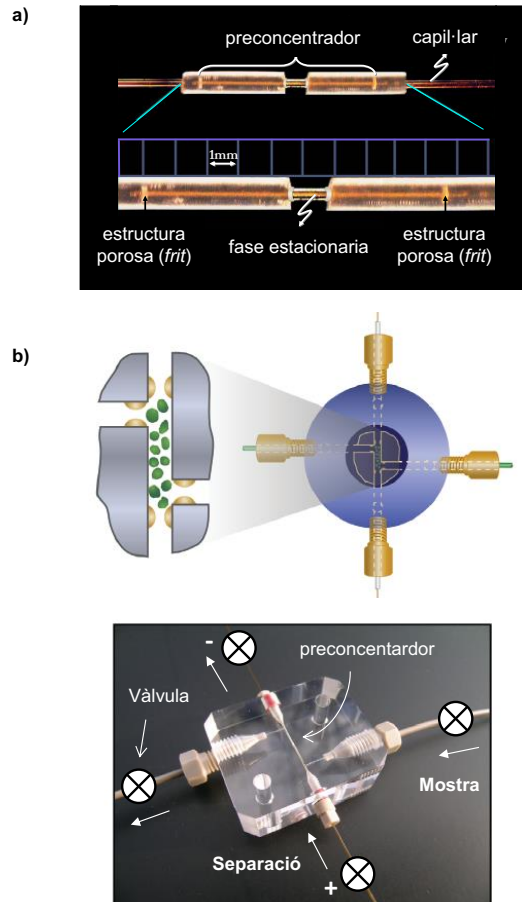 a)
preconcentrador
capil·lar
1mm
estructura
porosa (frit)
fase estacionaria
estructura
porosa (frit)
b)
-
preconcentardor
Vàlvula
Mostra
Separació
+